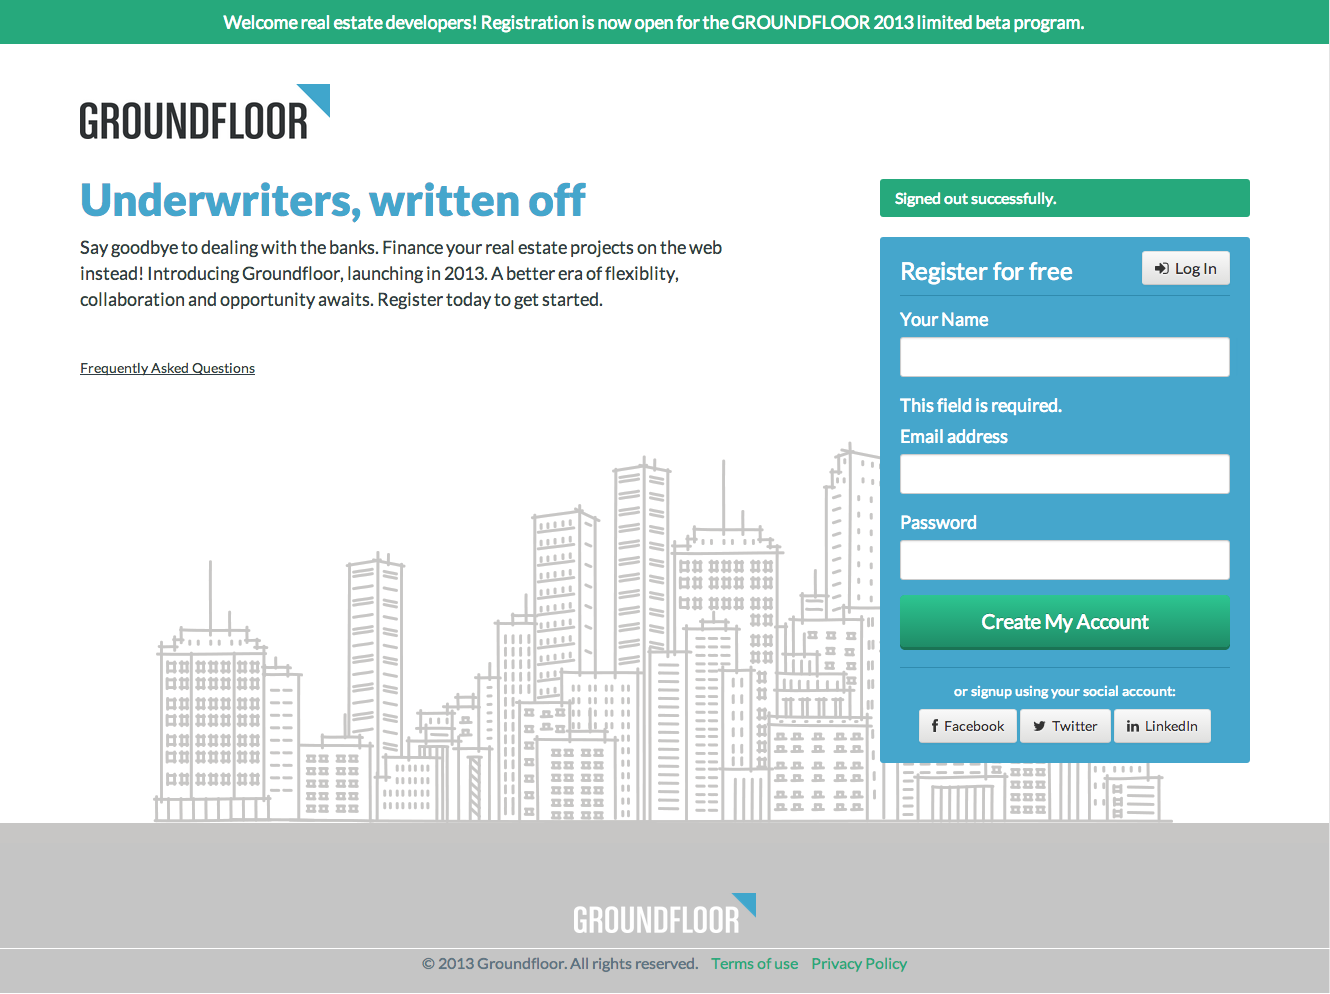 Welcome real estate developers! Registration is now open for the GROUNDFLOOR 2013 limited beta program.
GROUNDFLOOR
Underwriters, written off
Say goodbye to dealing with the banks. Finance your real estate projects on the web
instead! Introducing Groundfloor, launching in 2013. A better era of flexiblity,
collaboration and opportunity awaits. Register today to get started.
Frequently Asked Questions
Signed out successfully.
Register for free
Log In
Your Name
This field is required.
Email address
Password
Create My Account
or signup using your social account:
Facebook
Twitter
LinkedIn
GROUNDFLOOR
© 2013 Groundfloor. All rights reserved. Terms of use Privacy Policy